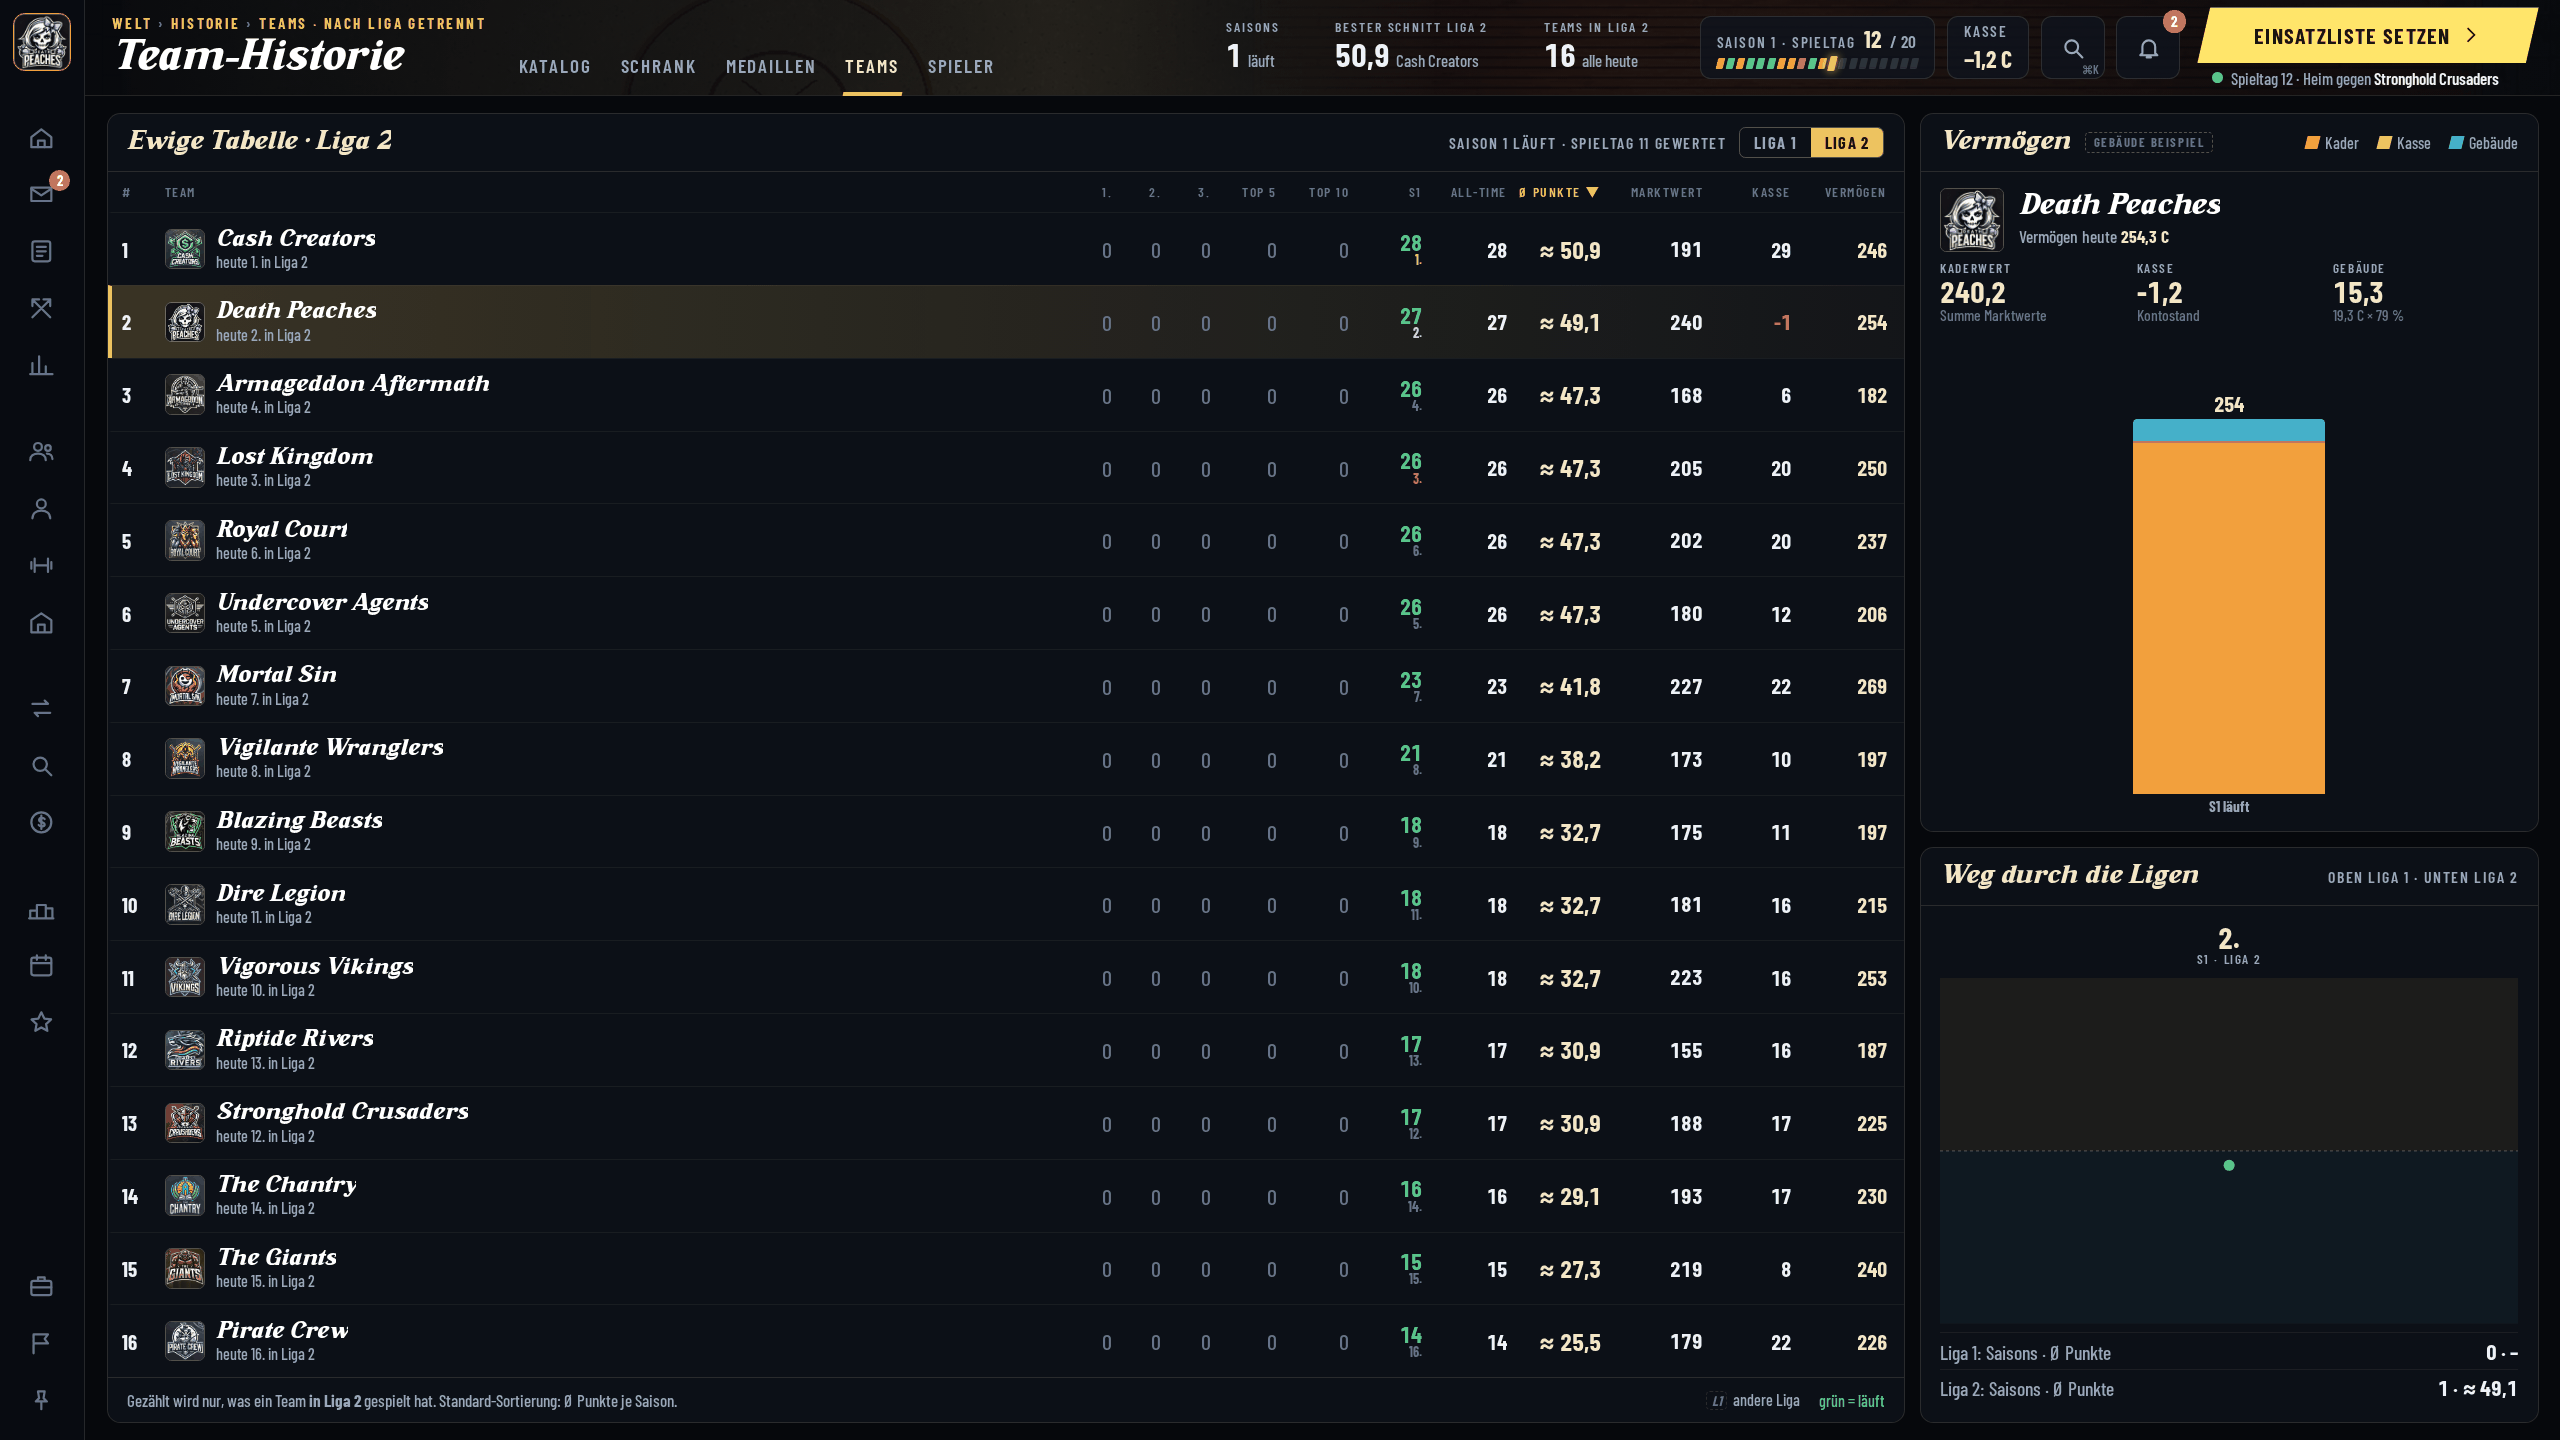 WELT › HISTORIE › TEAMS · NACH LIGA GETRENNT
Team-Historie
KATALOG SCHRANK MEDAILLEN TEAMS SPIELER
SAISONS
1 läuft
BESTER SCHNITT LIGA 2
50,9 Cash Creators
TEAMS IN LIGA 2
16 alle heute
SAISON 1 · SPIELTAG 12 / 20
KASSE
−1,2 C
⌘K
2
EINSATZLISTE SETZEN
Spieltag 12 · Heim gegen Stronghold Crusaders
PEACHES
2
Ewige Tabelle · Liga 2
SAISON 1 LÄUFT · SPIELTAG 11 GEWERTET
LIGA 1 LIGA 2
# TEAM 1. 2. 3. TOP 5 TOP 10 S1 ALL-TIME Ø PUNKTE ▼ MARKTWERT KASSE VERMÖGEN
1 Cash Creators 0 0 0 0 0 28 28 ≈ 50,9 191 29 246
heute 1. in Liga 2 1.
2 Death Peaches 0 0 0 0 0 27 27 ≈ 49,1 240 -1 254
heute 2. in Liga 2 2.
3 Armageddon Aftermath 0 0 0 0 0 26 26 ≈ 47,3 168 6 182
heute 4. in Liga 2 4.
4 Lost Kingdom 0 0 0 0 0 26 26 ≈ 47,3 205 20 250
heute 3. in Liga 2 3.
5 Royal Court 0 0 0 0 0 26 26 ≈ 47,3 202 20 237
heute 6. in Liga 2 6.
6 Undercover Agents 0 0 0 0 0 26 26 ≈ 47,3 180 12 206
heute 5. in Liga 2 5.
7 Mortal Sin 0 0 0 0 0 23 23 ≈ 41,8 227 22 269
heute 7. in Liga 2 7.
8 Vigilante Wranglers 0 0 0 0 0 21 21 ≈ 38,2 173 10 197
heute 8. in Liga 2 8.
9 Blazing Beasts 0 0 0 0 0 18 18 ≈ 32,7 175 11 197
heute 9. in Liga 2 9.
10 Dire Legion 0 0 0 0 0 18 18 ≈ 32,7 181 16 215
heute 11. in Liga 2 11.
11 Vigorous Vikings 0 0 0 0 0 18 18 ≈ 32,7 223 16 253
heute 10. in Liga 2 10.
12 Riptide Rivers 0 0 0 0 0 17 17 ≈ 30,9 155 16 187
heute 13. in Liga 2 13.
13 Stronghold Crusaders 0 0 0 0 0 17 17 ≈ 30,9 188 17 225
heute 12. in Liga 2 12.
14 The Chantry 0 0 0 0 0 16 16 ≈ 29,1 193 17 230
heute 14. in Liga 2 14.
15 The Giants 0 0 0 0 0 15 15 ≈ 27,3 219 8 240
heute 15. in Liga 2 15.
16 Pirate Crew 0 0 0 0 0 14 14 ≈ 25,5 179 22 226
heute 16. in Liga 2 16.
Gezählt wird nur, was ein Team in Liga 2 gespielt hat. Standard-Sortierung: Ø Punkte je Saison.
L1 andere Liga grün = läuft
Vermögen
GEBÄUDE BEISPIEL
Kader Kasse Gebäude
PEACHES
Death Peaches
Vermögen heute 254,3 C
KADERWERT KASSE GEBÄUDE
240,2 -1,2 15,3
Summe Marktwerte Kontostand 19,3 C × 79 %
254
S1 läuft
Weg durch die Ligen
OBEN LIGA 1 · UNTEN LIGA 2
2.
S1 · LIGA 2
Liga 1: Saisons · Ø Punkte 0 · –
Liga 2: Saisons · Ø Punkte 1 · ≈ 49,1